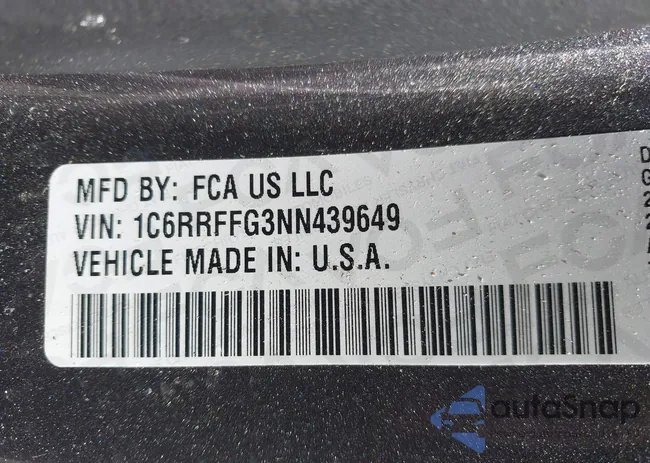 MFD BY: FCA US LLC
VIN: 1C6RRFFG3NN439649
VEHICLE MADE IN: U.S.A.
autoSnap